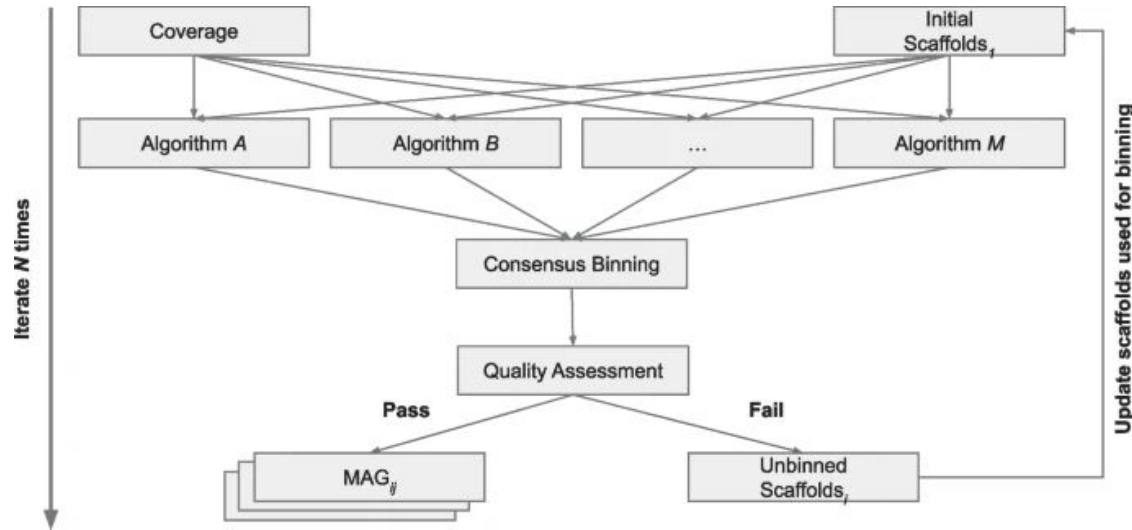 Coverage
Initial
Scaffolds1
Algorithm A
Algorithm B
...
Algorithm M
Consensus Binning
Quality Assessment
Pass
Fail
MAGij
Unbinned
Scaffoldsi
Iterate N times
Update scaffolds used for binning